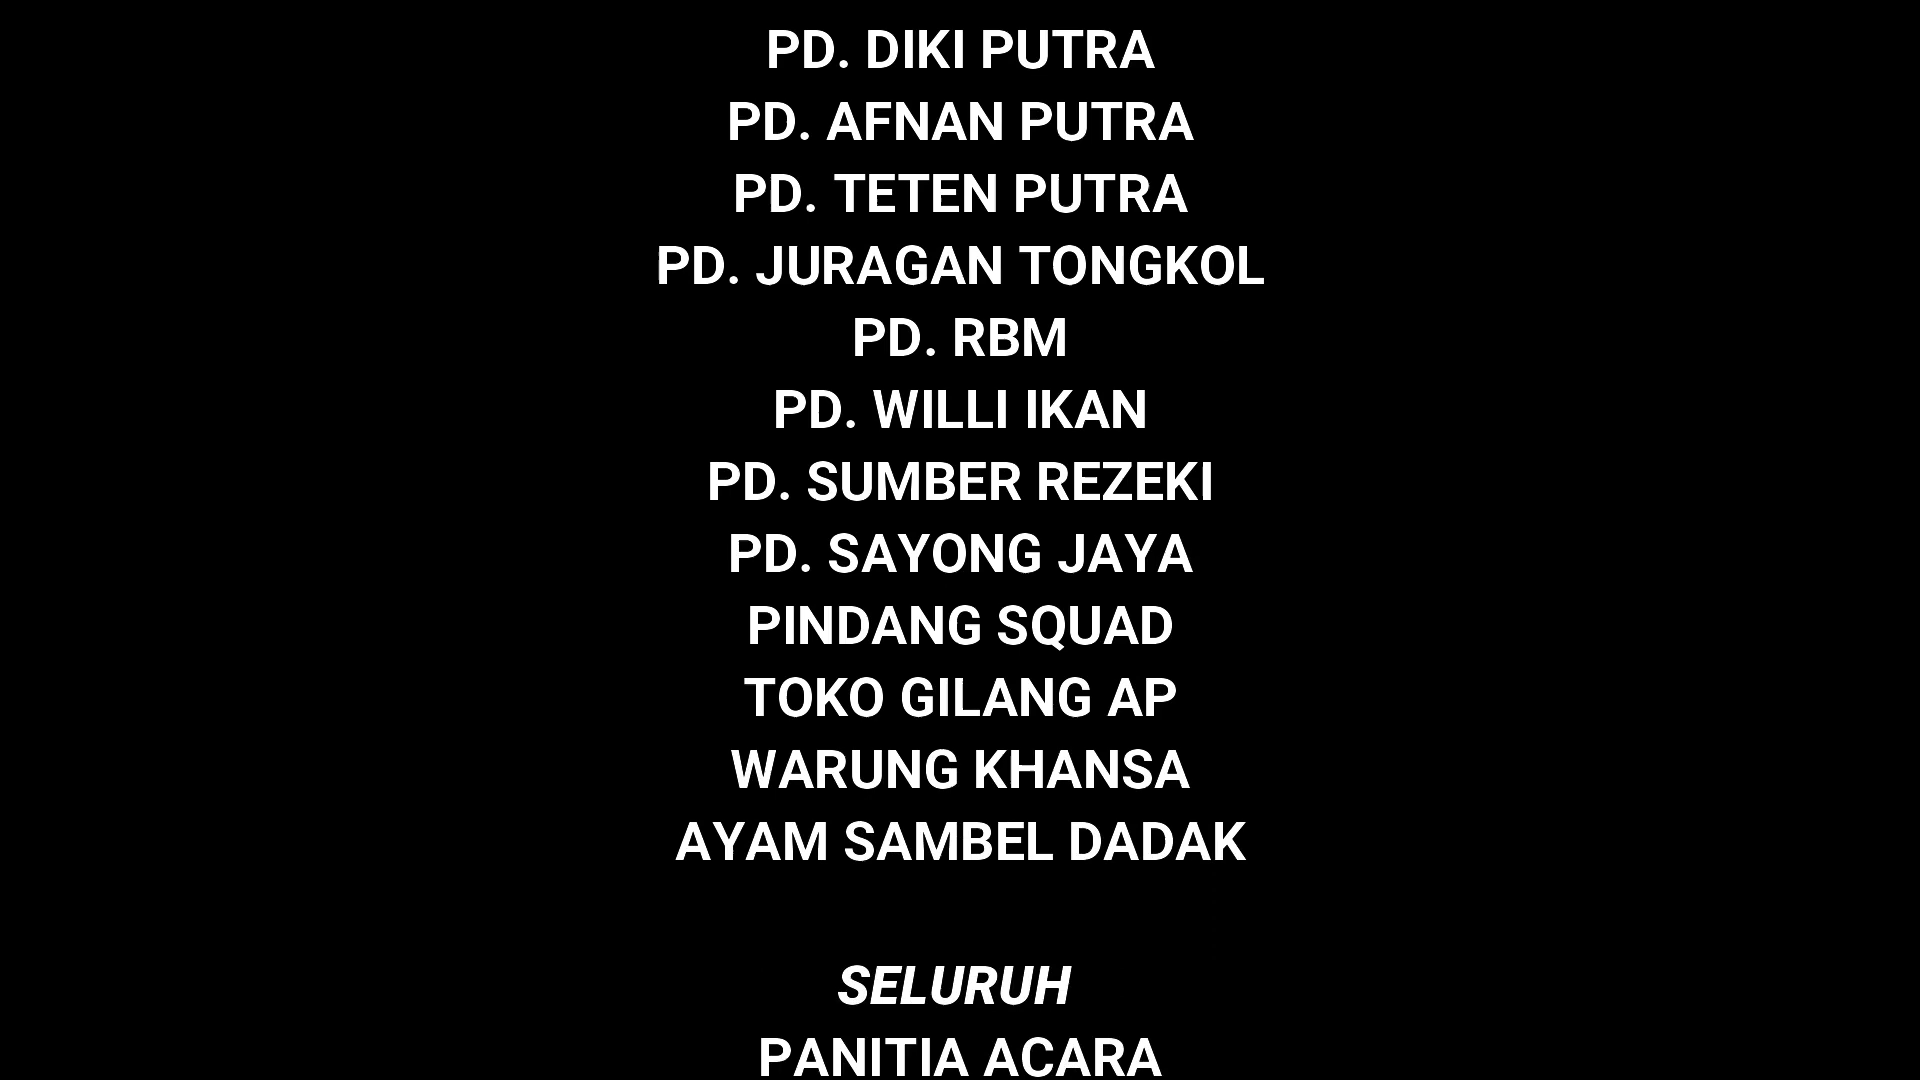 PD. DIKI PUTRA
PD. AFNAN PUTRA
PD. TETEN PUTRA
PD. JURAGAN TONGKOL
PD. RBM
PD. WILLI IKAN
PD. SUMBER REZEKI
PD. SAYONG JAYA
PINDANG SQUAD
TOKO GILANG AP
WARUNG KHANSA
AYAM SAMBEL DADAK
SELURUH
PANITIA ACARA